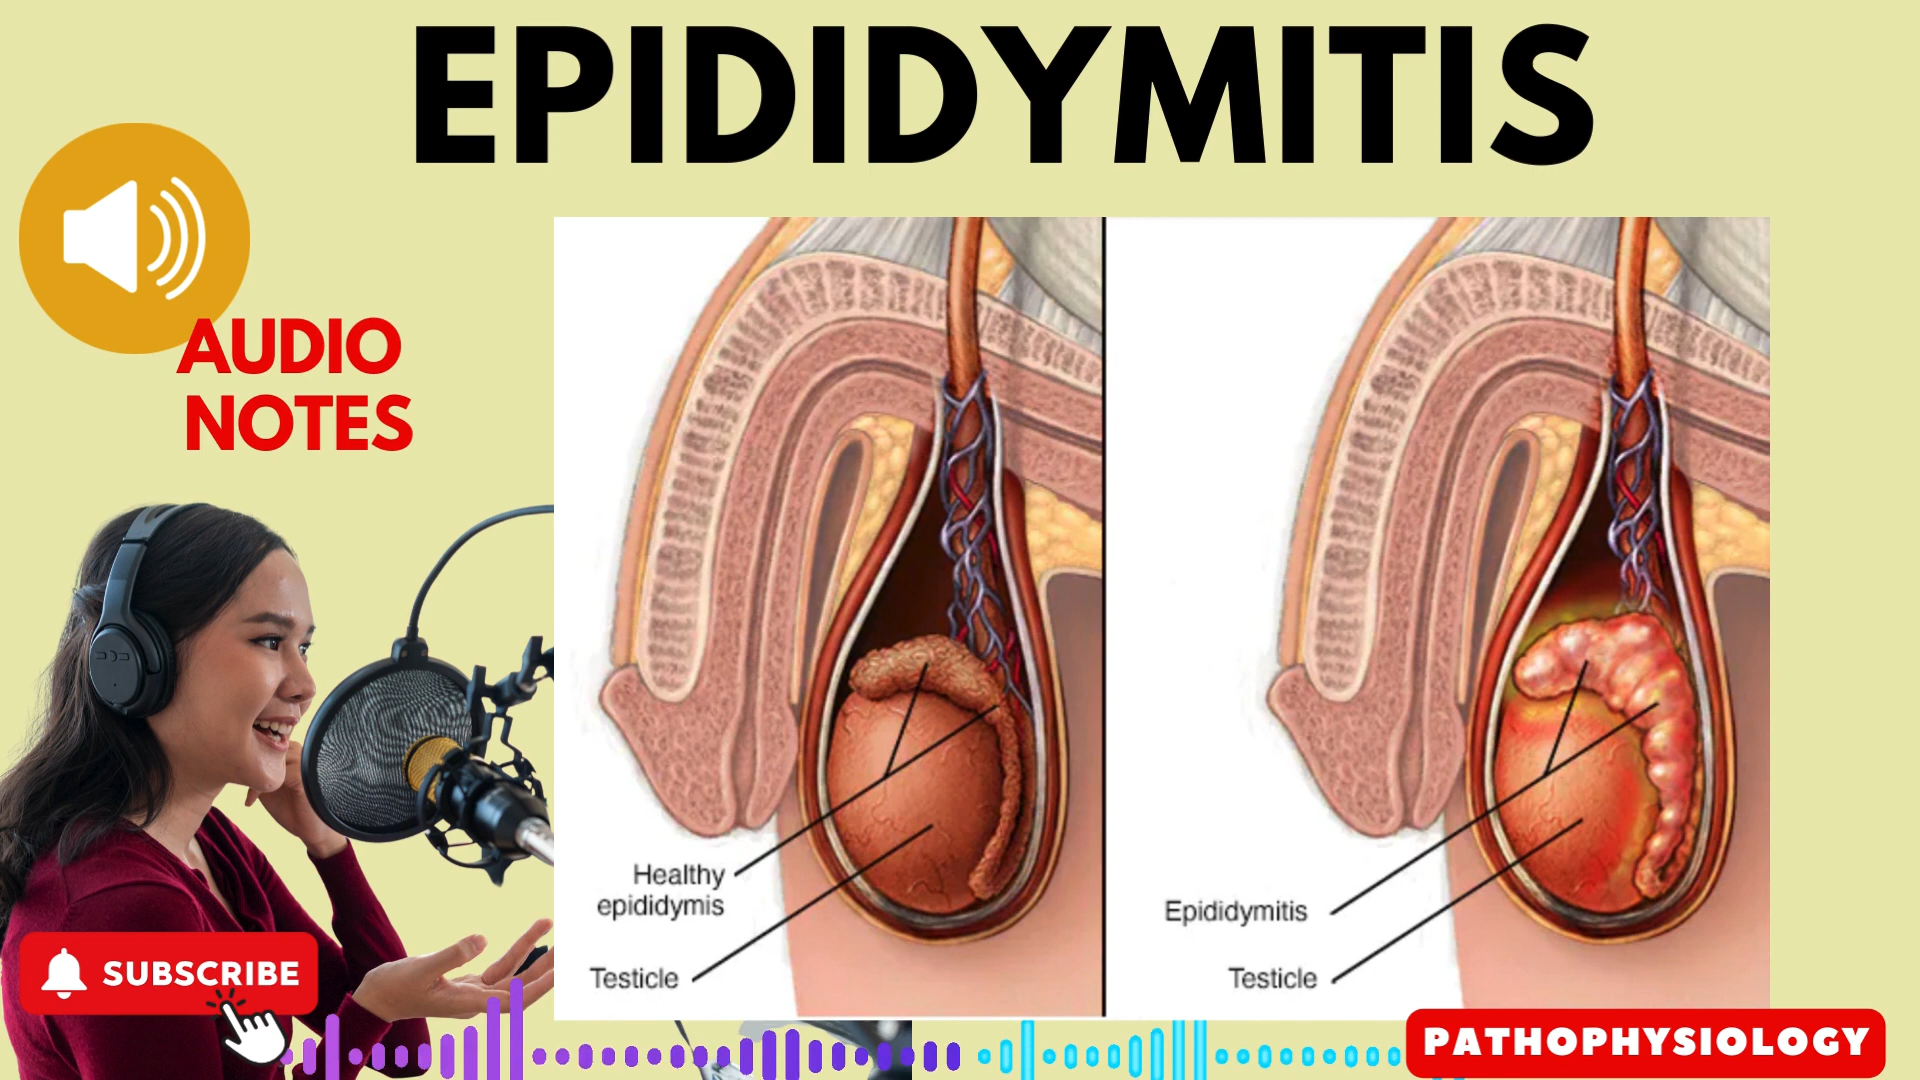 EPIDIDYMITIS
AUDIO
NOTES
Healthy
epididymis
Testicle
Epididymitis
Testicle
SUBSCRIBE
PATHOPHYSIOLOGY